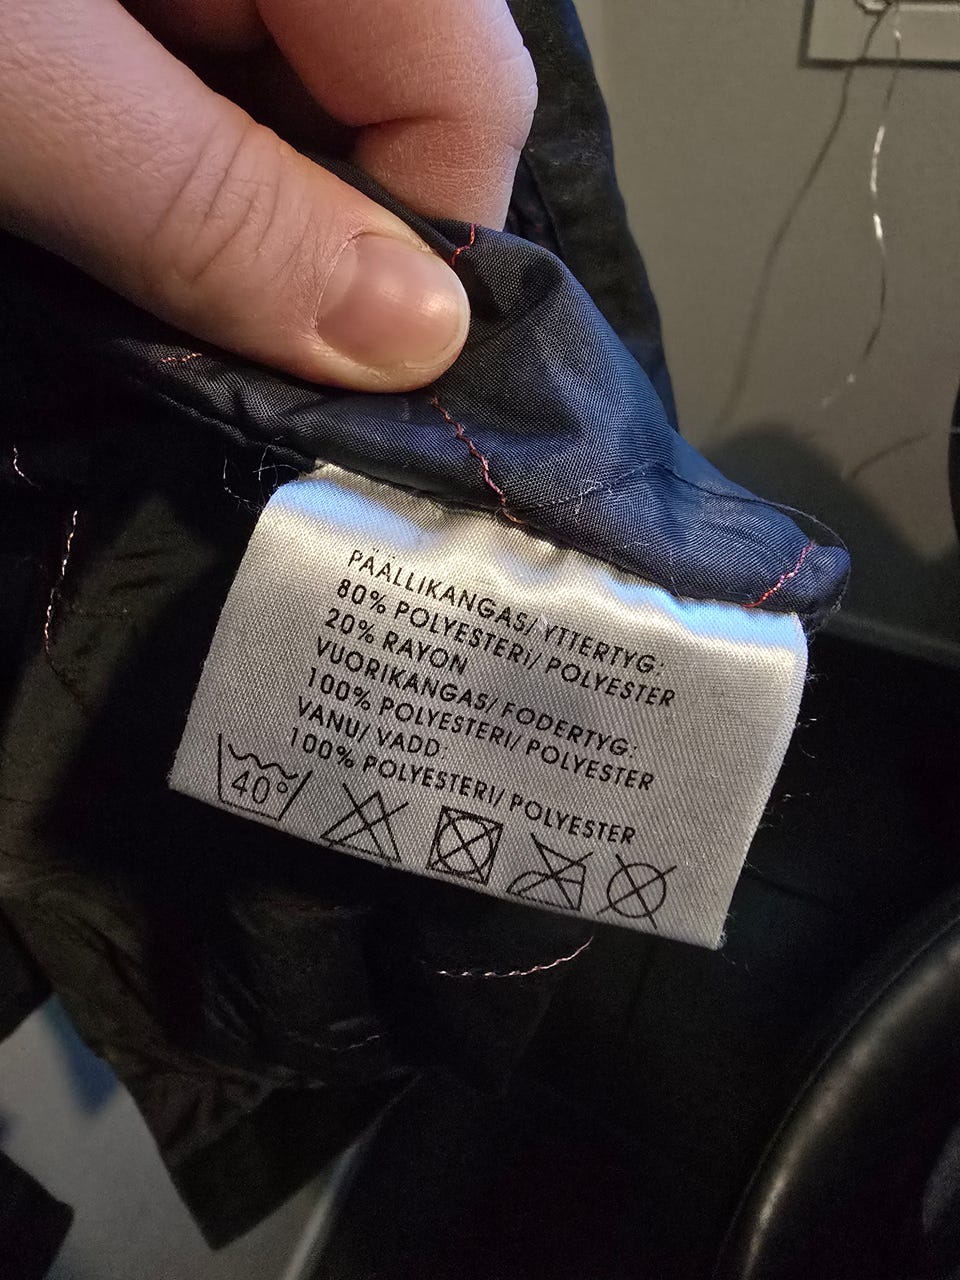 PÄÄLLIKANGAS/ YTTERTYG:
80% POLYESTERI/ POLYESTER
20% RAYON
VUORIKANGAS/ FODERTYG:
100% POLYESTERI/ POLYESTER
VANU/ VADD:
100% POLYESTERI/ POLYESTER
40°